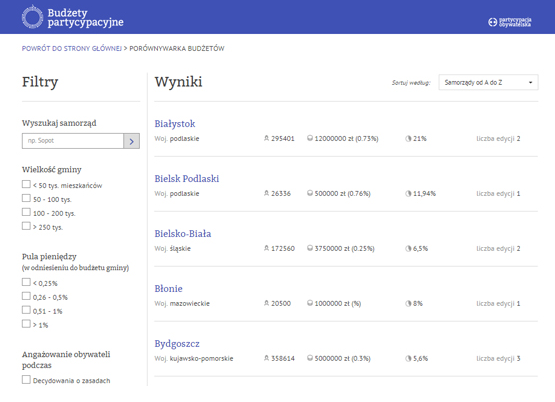 Budżety
partycypacyjne
partycypacja
obywatelska
POWRÓT DO STRONY GŁÓWNEJ > PORÓWNYWARKA BUDŻETÓW
Filtry
Wyszukaj samorząd
np. Sopot
Wielkość gminy
< 50 tys. mieszkańców
50 - 100 tys.
100 - 200 tys.
> 250 tys.
Pula pieniędzy
(w odniesieniu do budżetu gminy)
< 0,25%
0,26 - 0,5%
0,51 - 1%
> 1%
Angażowanie obywateli
podczas
Decydowania o zasadach
Wyniki
Sortuj według:
Samorządy od A do Z
Białystok
Woj. podlaskie 295401 12000000 zł (0.73%) 21% liczba edycji 2
Bielsk Podlaski
Woj. podlaskie 26336 500000 zł (0.76%) 11,94% liczba edycji 1
Bielsko-Biała
Woj. śląskie 172560 3750000 zł (0.25%) 6,5% liczba edycji 2
Błonie
Woj. mazowieckie 20500 1000000 zł (%) 8% liczba edycji 1
Bydgoszcz
Woj. kujawsko-pomorskie 358614 5000000 zł (0.3%) 5,6% liczba edycji 3